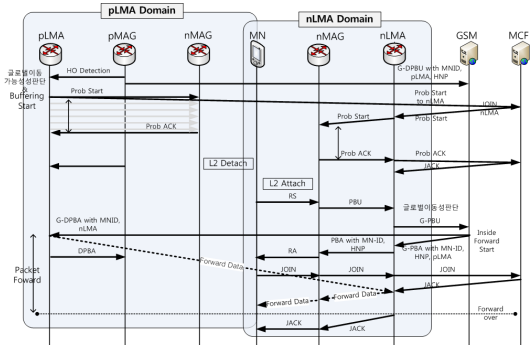 pLMA Domain
nLMA Domain
pLMA
pMAG
nMAG
MN
nMAG
nLMA
GSM
MCF
HO Detection
G-DPBU with MNID,
pLMA, HNP
글로벌이동
가능성성판단
&
Buffering
Start
Prob Start
Prob Start
to nLMA
JOIN
nLMA
Prob Start
Prob Start
Prob ACK
Prob ACK
Prob ACK
JACK
L2 Detach
L2 Attach
RS
PBU
글로벌이동성판단
G-PBU
G-DPBA with MNID,
nLMA
Inside
Forward
Start
PBA with MN-ID,
HNP
G-PBA with MN-ID,
HNP, pLMA
DPBA
RA
Forward Data
JOIN
JOIN
JOIN
JACK
Packet
Foward
Forward Data
Forward Data
Forward
over
JACK
JACK